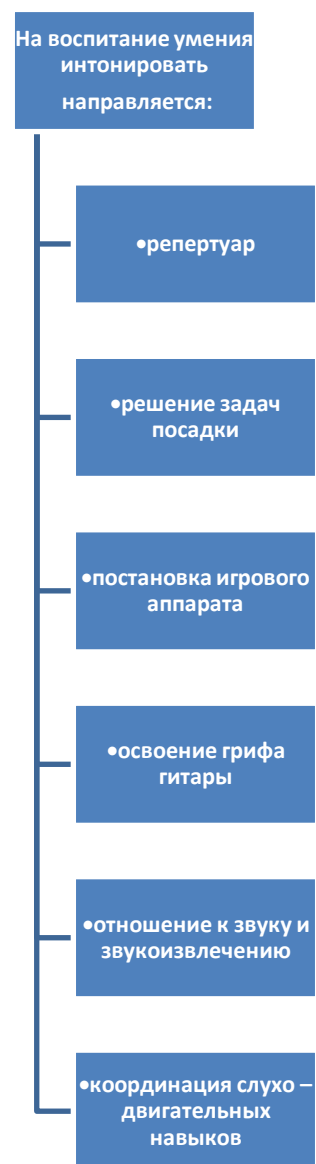 На воспитание умения
интонировать
направляется:
•репертуар
•решение задач
посадки
•постановка игрового
аппарата
•освоение грифа
гитары
•отношение к звуку и
звукоизвлечению
•координация слухо –
двигательных
навыков